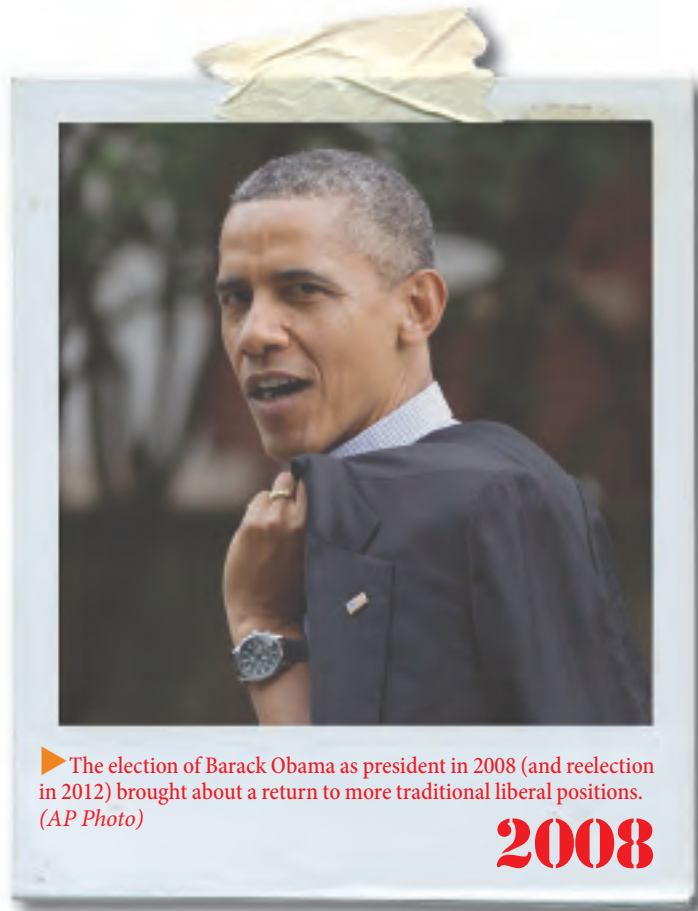 The election of Barack Obama as president in 2008 (and reelection
in 2012) brought about a return to more traditional liberal positions.
(AP Photo)
2008